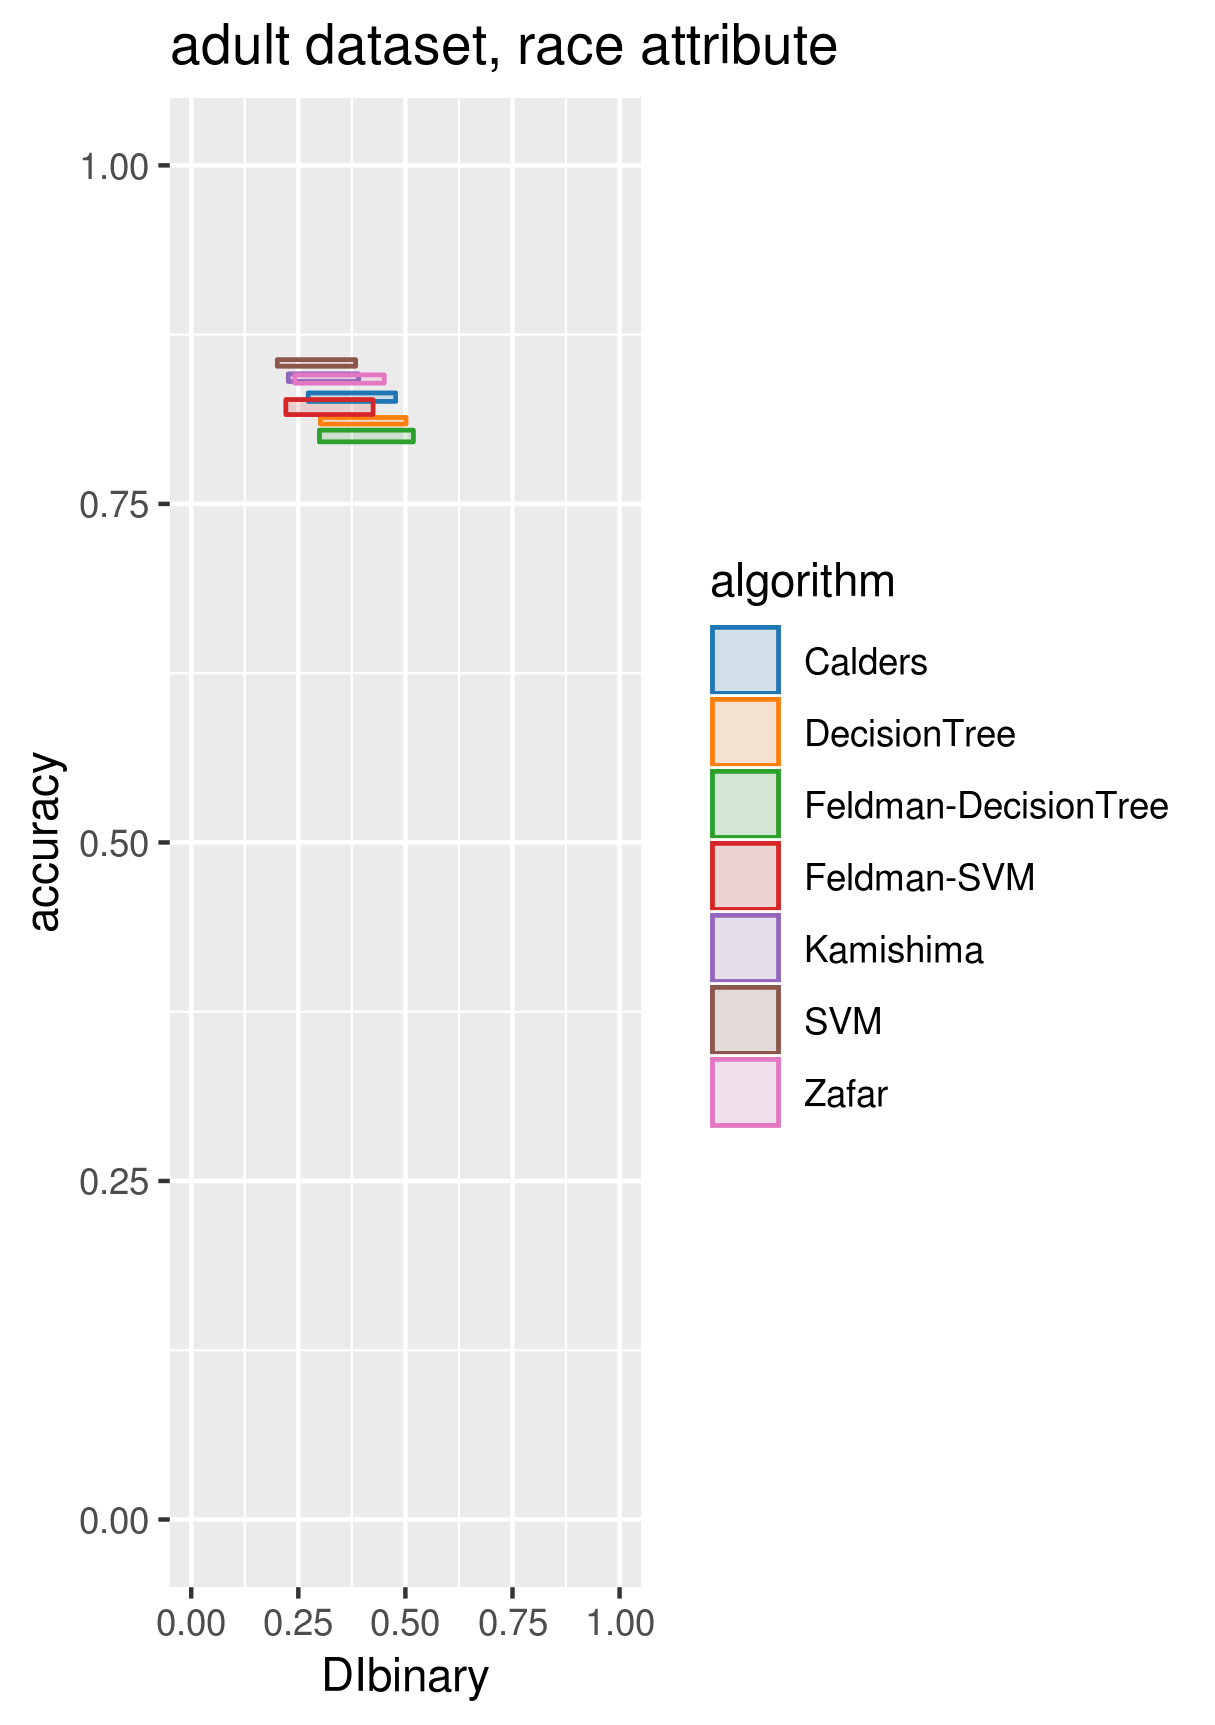 adult dataset, race attribute
1.00
0.75
0.50
0.25
0.00
accuracy
0.00 0.25 0.50 0.75 1.00
DIbinary
algorithm
Calders
DecisionTree
Feldman-DecisionTree
Feldman-SVM
Kamishima
SVM
Zafar